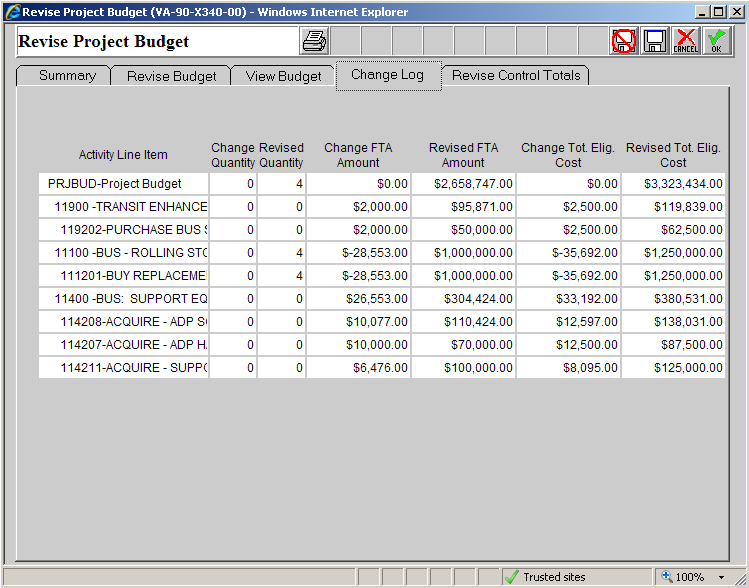 Revise Project Budget (VA-90-X340-00) - Windows Internet Explorer
Revise Project Budget
CANCEL OK
Summary Revise Budget View Budget Change Log Revise Control Totals
Activity Line Item Change Quantity Revised Quantity Change FTA Amount Revised FTA Amount Change Tot. Elig. Cost Revised Tot. Elig. Cost
PRJBUD-Project Budget 0 4 $0.00 $2,658,747.00 $0.00 $3,323,434.00
11900 -TRANSIT ENHANCE 0 0 $2,000.00 $95,871.00 $2,500.00 $119,839.00
119202-PURCHASE BUS S 0 0 $2,000.00 $50,000.00 $2,500.00 $62,500.00
11100 -BUS - ROLLING STO 0 4 $-28,553.00 $1,000,000.00 $-35,692.00 $1,250,000.00
111201-BUY REPLACEME 0 4 $-28,553.00 $1,000,000.00 $-35,692.00 $1,250,000.00
11400 -BUS: SUPPORT EQ 0 0 $26,553.00 $304,424.00 $33,192.00 $380,531.00
114208-ACQUIRE - ADP SO 0 0 $10,077.00 $110,424.00 $12,597.00 $138,031.00
114207-ACQUIRE - ADP HA 0 0 $10,000.00 $70,000.00 $12,500.00 $87,500.00
114211-ACQUIRE - SUPPO 0 0 $6,476.00 $100,000.00 $8,095.00 $125,000.00
Trusted sites 100%